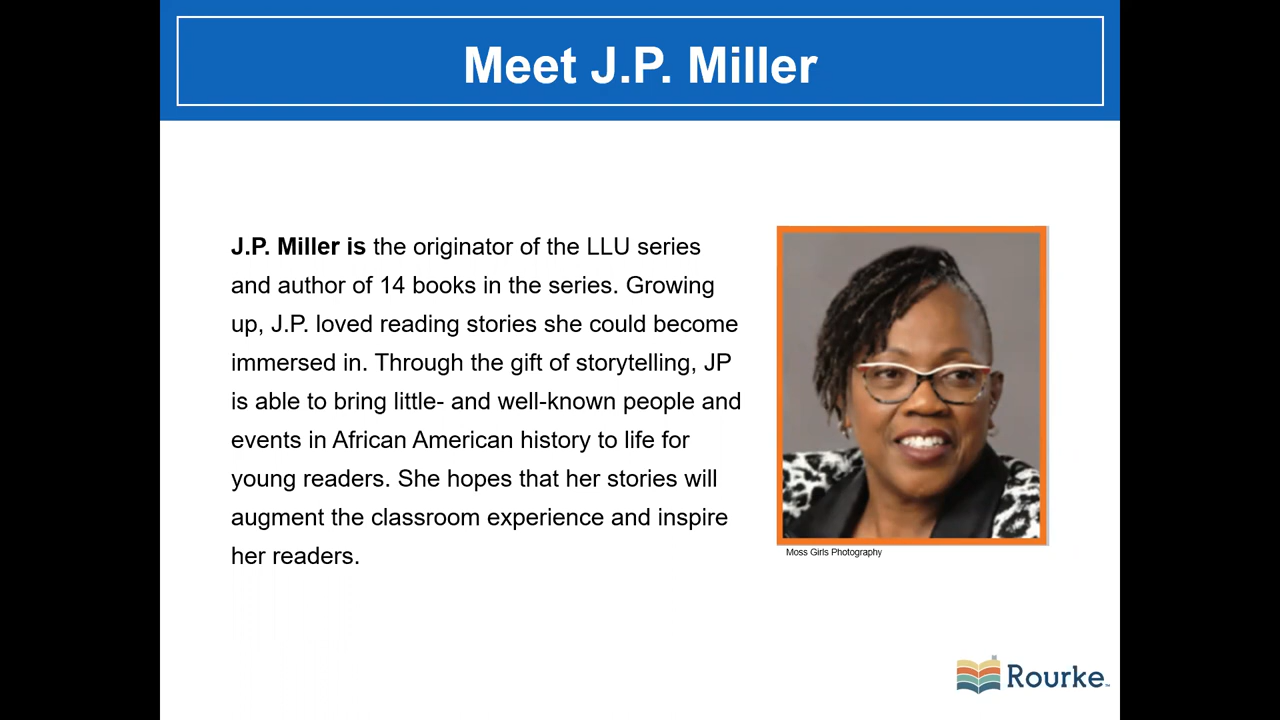 Meet J.P. Miller
J.P. Miller is the originator of the LLU series
and author of 14 books in the series. Growing
up, J.P. loved reading stories she could become
immersed in. Through the gift of storytelling, JP
is able to bring little- and well-known people and
events in African American history to life for
young readers. She hopes that her stories will
augment the classroom experience and inspire
her readers.
Moss Girls Photography
Rourke